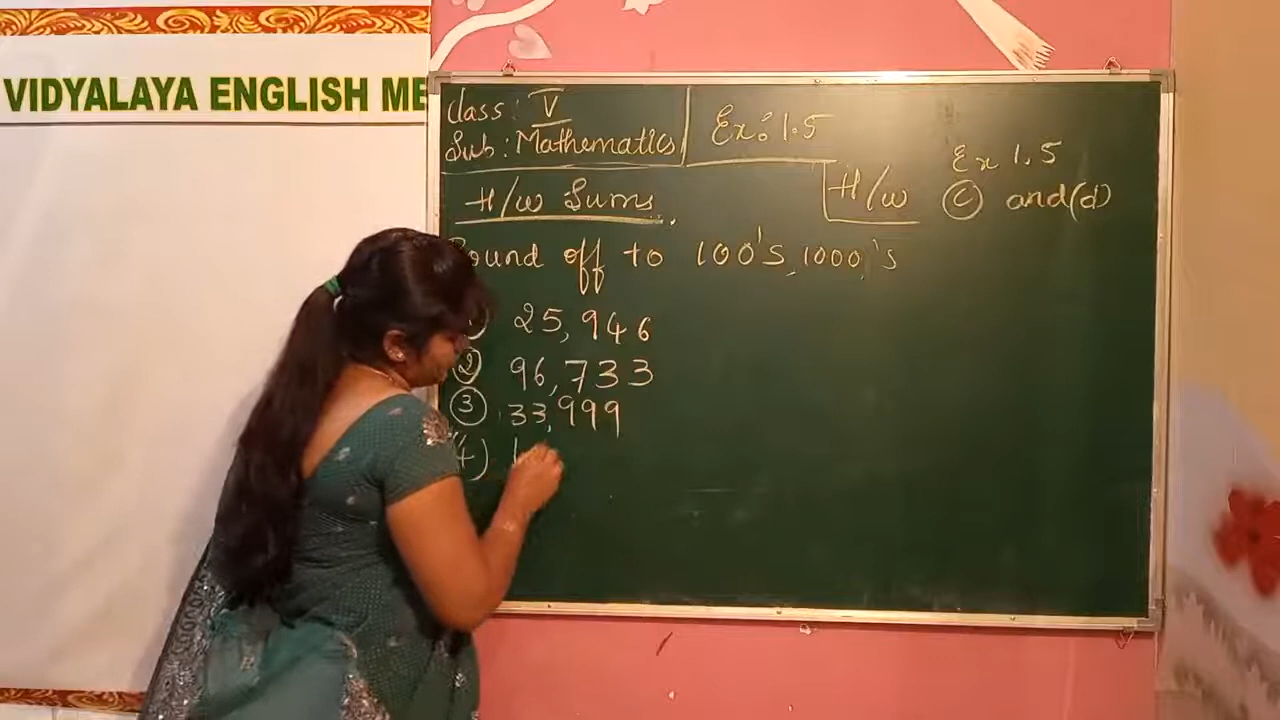 VIDYALAYA ENGLISH ME
Class : V
Sub : Mathematics
Ex : 1.5
H/w Sums
H/w
Ex 1.5
(c) and (d)
ound off to 100's, 1000's
25,946
(2) 96,733
(3) 33,999
(4)